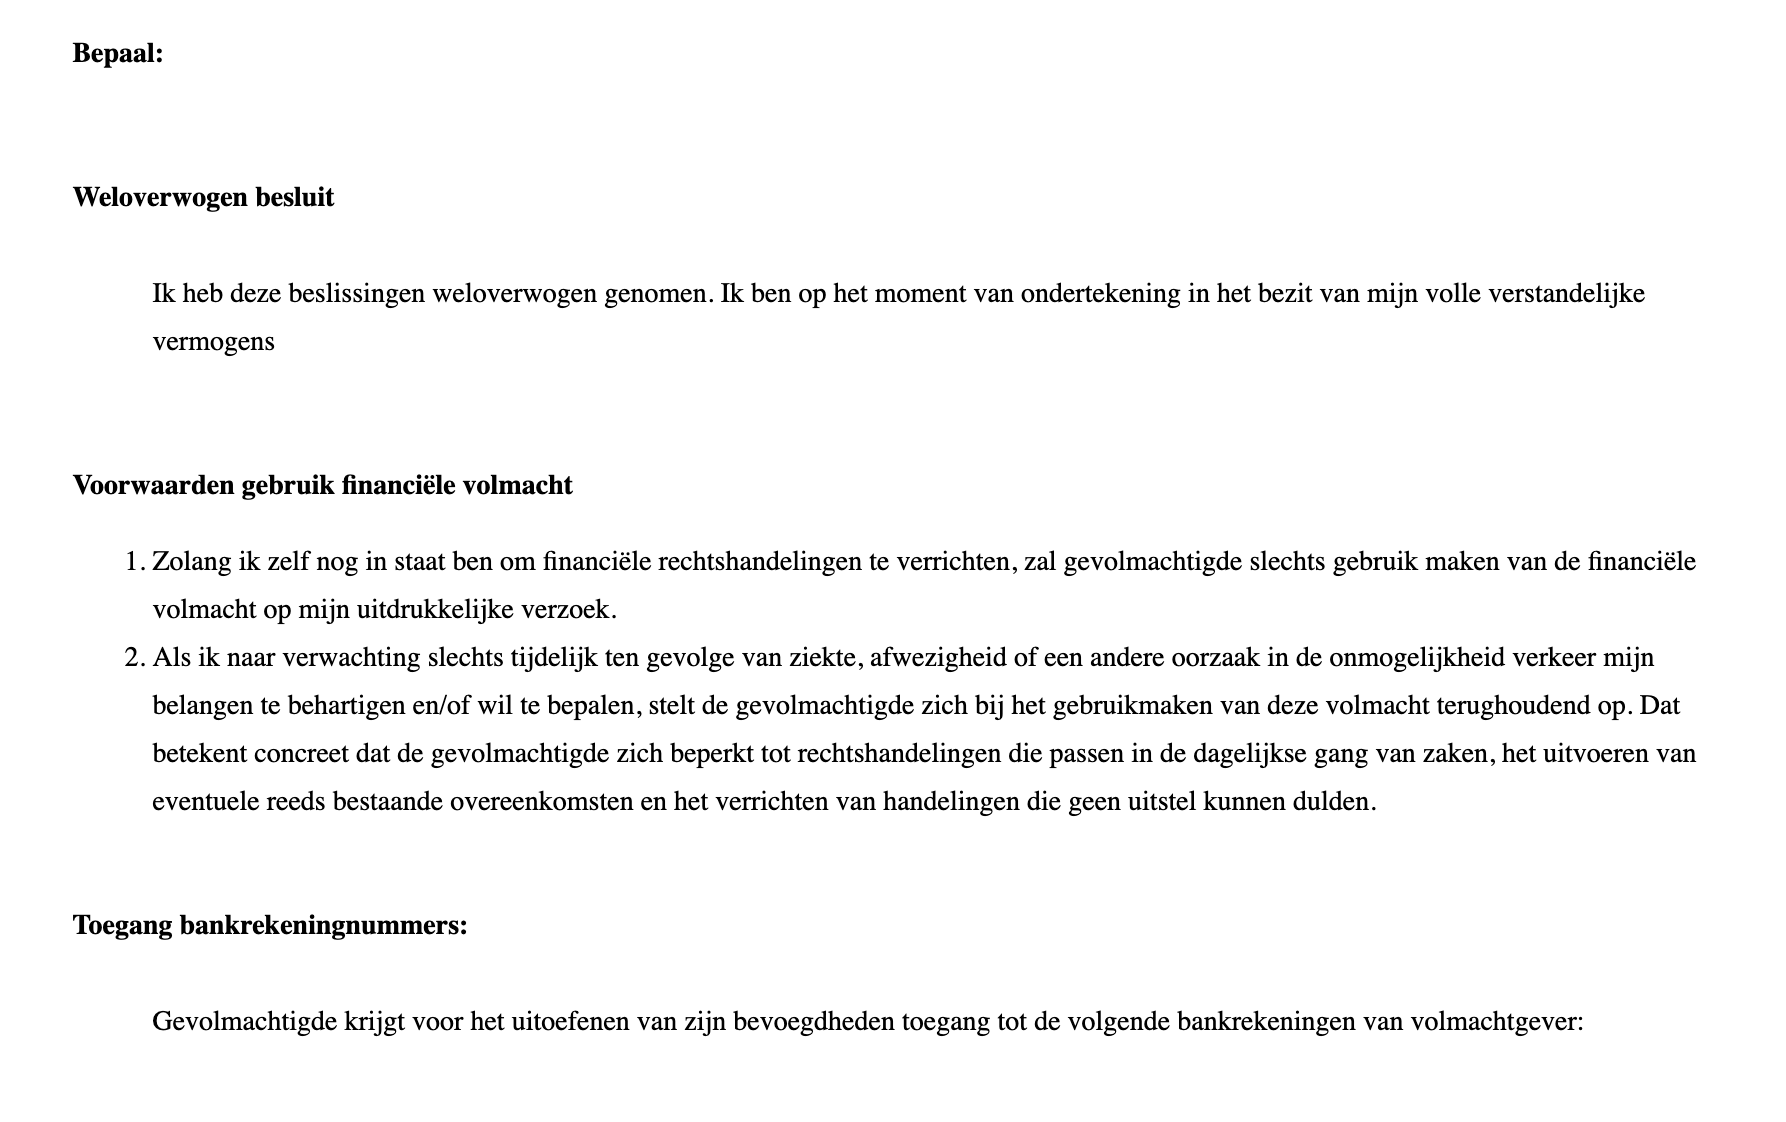 Bepaal:
Weloverwogen besluit
Ik heb deze beslissingen weloverwogen genomen. Ik ben op het moment van ondertekening in het bezit van mijn volle verstandelijke
vermogens
Voorwaarden gebruik financiële volmacht
1. Zolang ik zelf nog in staat ben om financiële rechtshandelingen te verrichten, zal gevolmachtigde slechts gebruik maken van de financiële
volmacht op mijn uitdrukkelijke verzoek.
2. Als ik naar verwachting slechts tijdelijk ten gevolge van ziekte, afwezigheid of een andere oorzaak in de onmogelijkheid verkeer mijn
belangen te behartigen en/of wil te bepalen, stelt de gevolmachtigde zich bij het gebruikmaken van deze volmacht terughoudend op. Dat
betekent concreet dat de gevolmachtigde zich beperkt tot rechtshandelingen die passen in de dagelijkse gang van zaken, het uitvoeren van
eventuele reeds bestaande overeenkomsten en het verrichten van handelingen die geen uitstel kunnen dulden.
Toegang bankrekeningnummers:
Gevolmachtigde krijgt voor het uitoefenen van zijn bevoegdheden toegang tot de volgende bankrekeningen van volmachtgever: